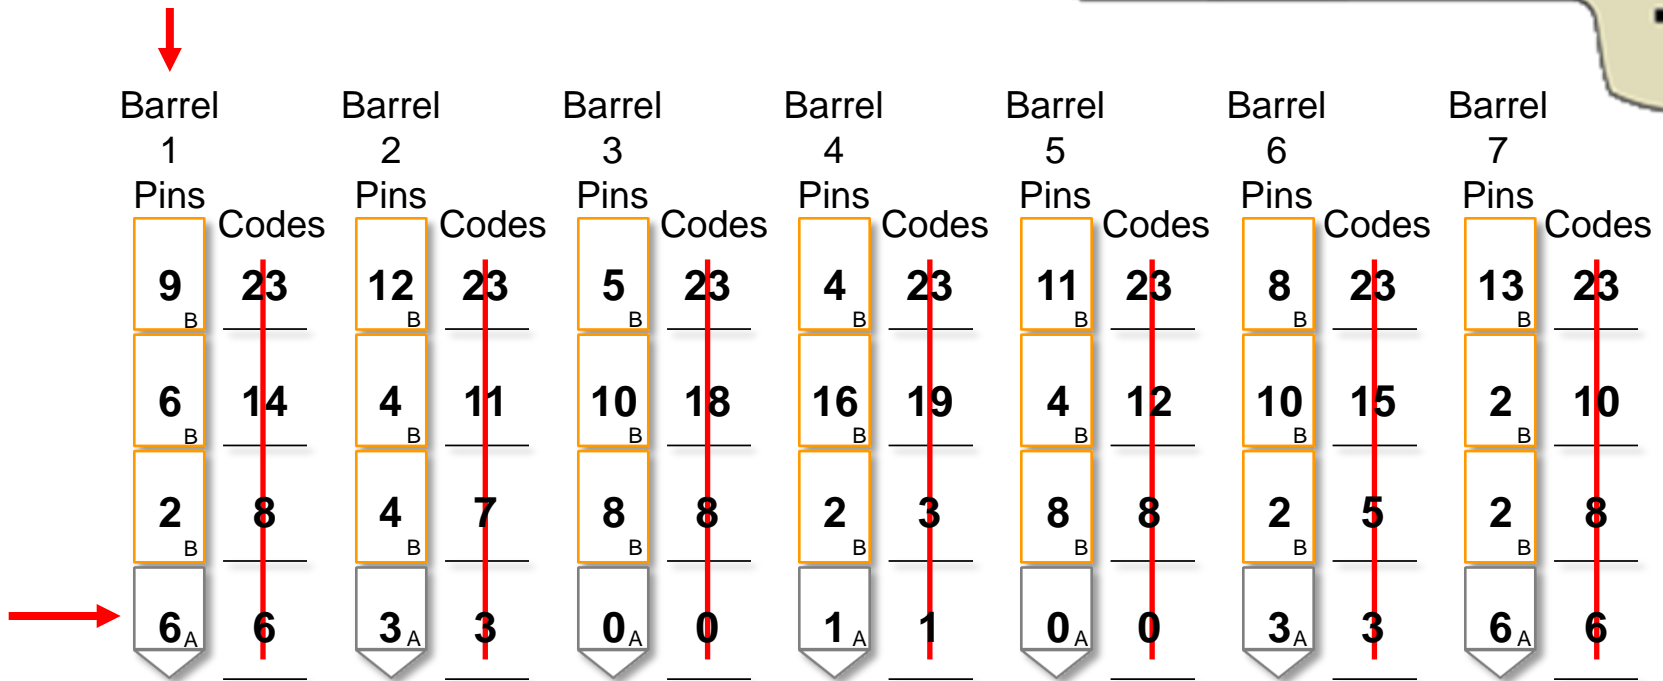 Barrel Barrel Barrel Barrel Barrel Barrel Barrel
1 2 3 4 5 6 7
Pins Pins Pins Pins Pins Pins Pins
Codes Codes Codes Codes Codes Codes Codes
9 B 23 12 B 23 5 B 23 4 B 23 11 B 23 8 B 23 13 B 23
6 B 14 4 B 11 10 B 18 16 B 19 4 B 12 10 B 15 2 B 10
2 B 8 4 B 7 8 B 8 2 B 3 8 B 8 2 B 5 2 B 8
6 A 6 3 A 3 0 A 0 1 A 1 0 A 0 3 A 3 6 A 6